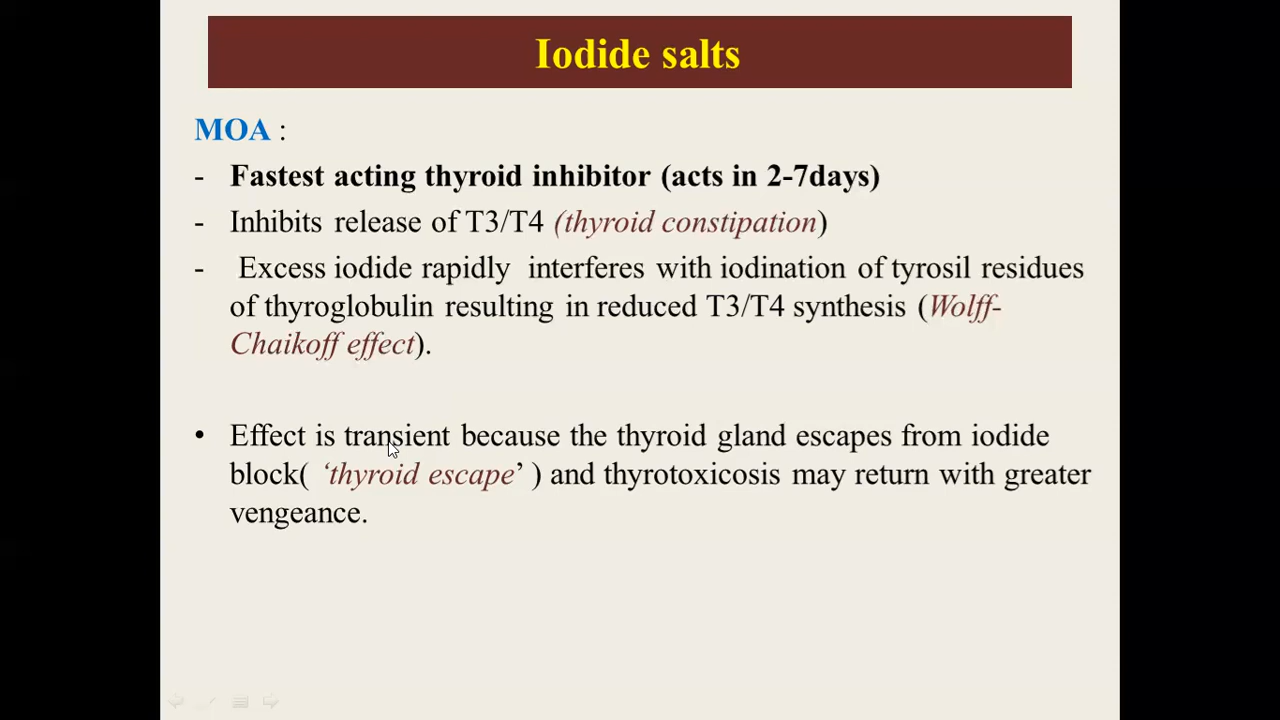 Iodide salts
MOA :
- Fastest acting thyroid inhibitor (acts in 2-7days)
- Inhibits release of T3/T4 (thyroid constipation)
- Excess iodide rapidly interferes with iodination of tyrosil residues
of thyroglobulin resulting in reduced T3/T4 synthesis (Wolff-
Chaikoff effect).
• Effect is transient because the thyroid gland escapes from iodide
block( ‘thyroid escape’ ) and thyrotoxicosis may return with greater
vengeance.